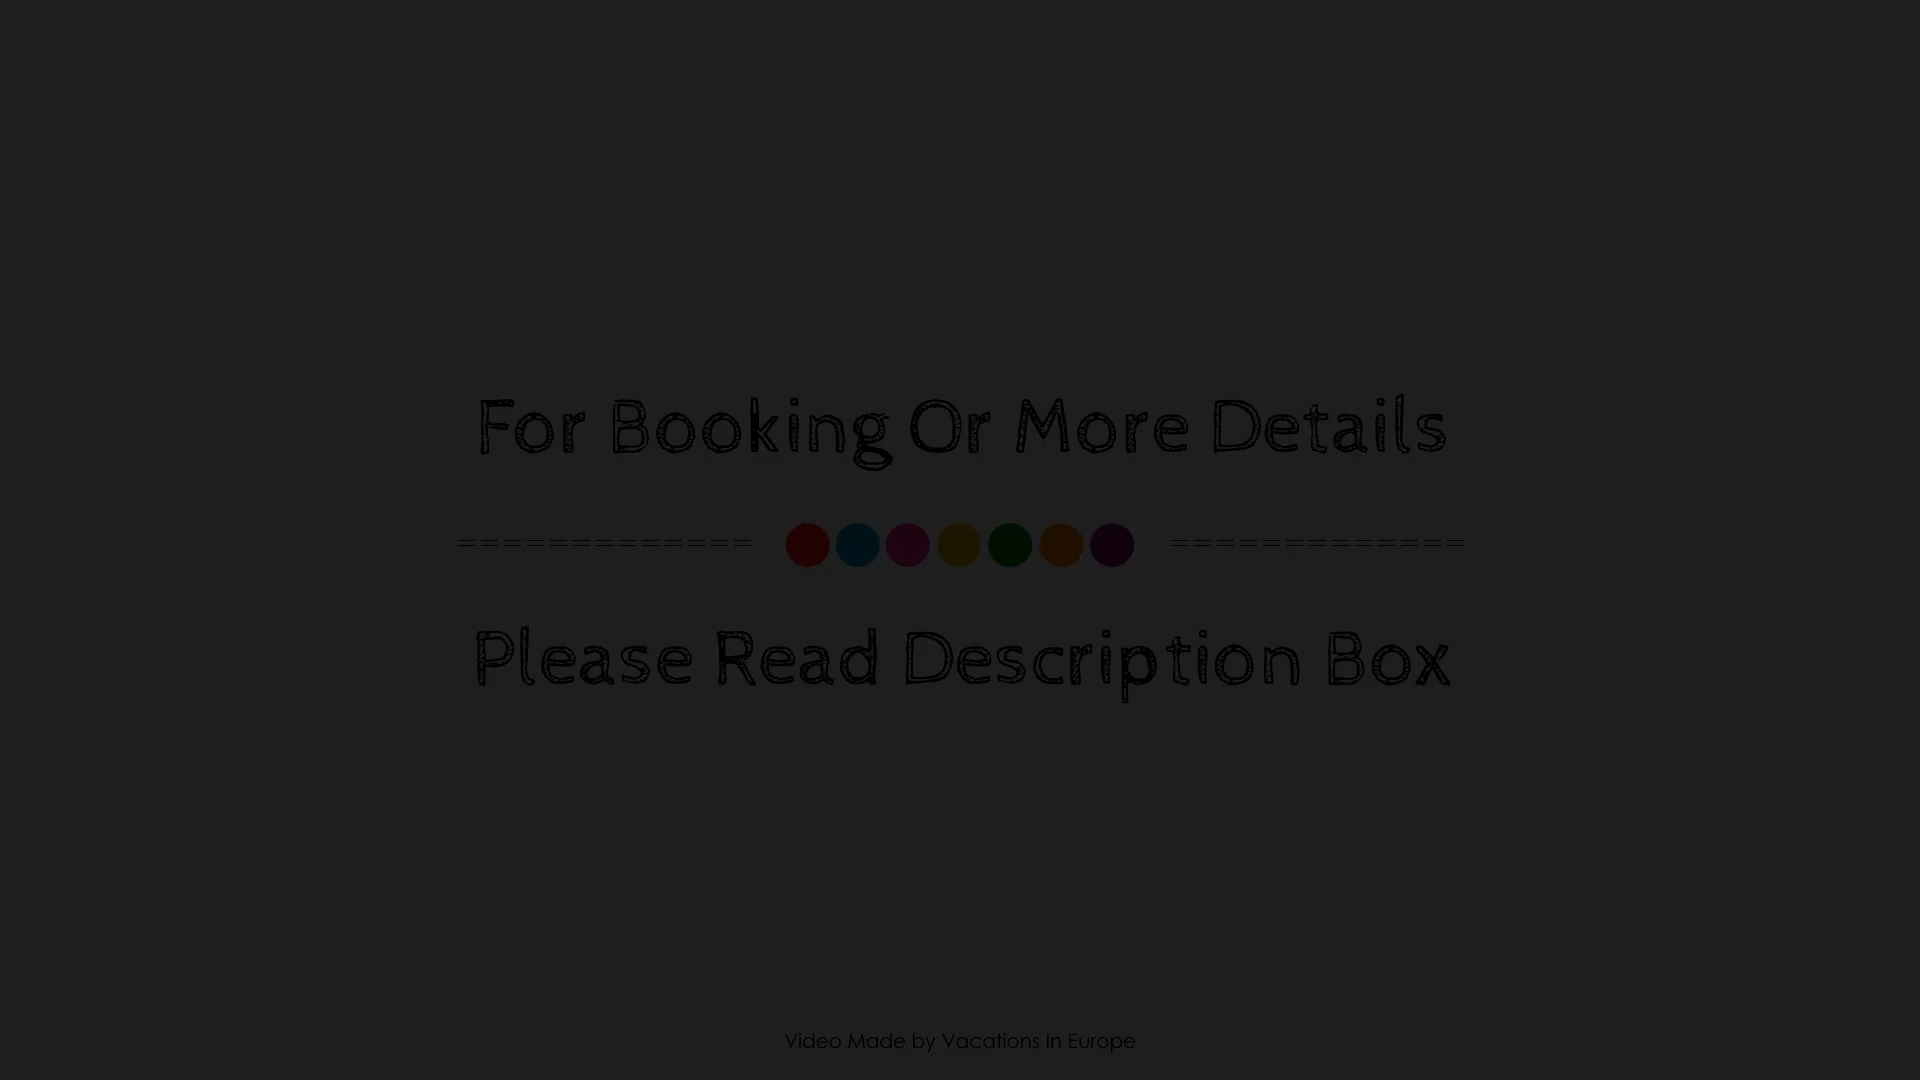 For Booking Or More Details
============= =============
Please Read Description Box
Video Made by Vacations In Europe